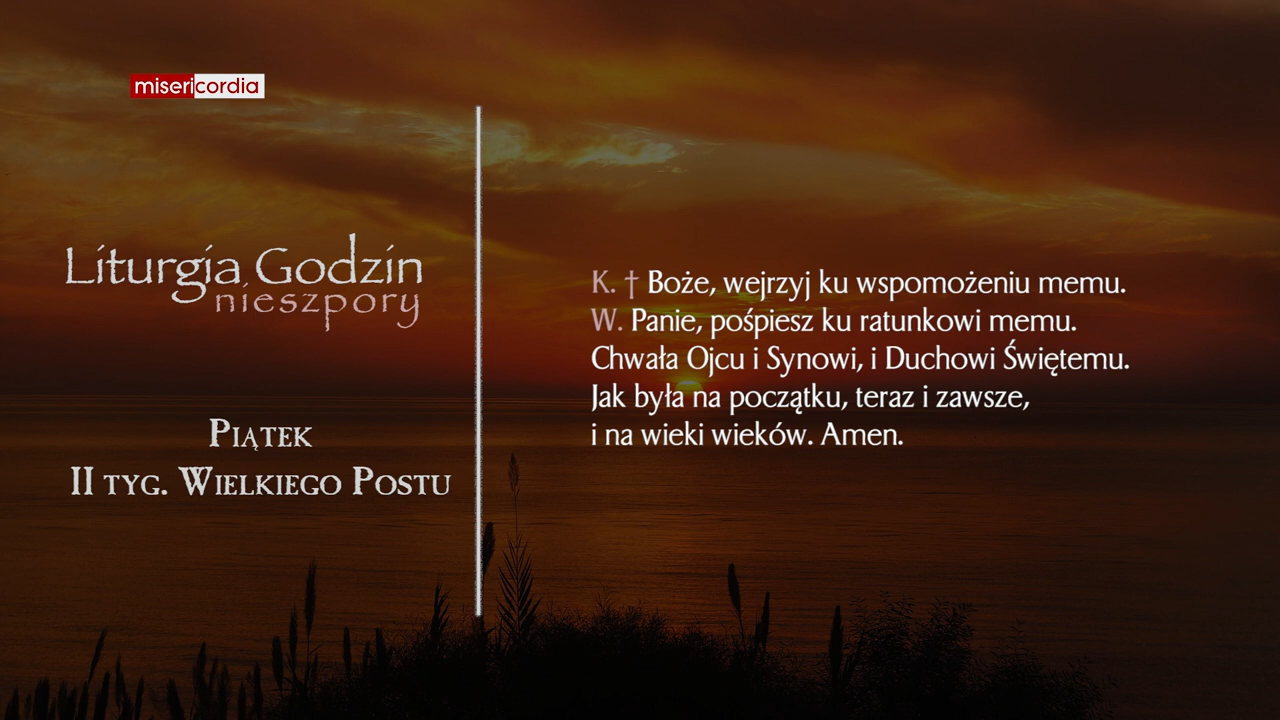 misericordia
Liturgia Godzin
nieszpory
Piątek
II tyg. Wielkiego Postu
K. † Boże, wejrzyj ku wspomożeniu memu.
W. Panie, pośpiesz ku ratunkowi memu.
Chwała Ojcu i Synowi, i Duchowi Świętemu.
Jak była na początku, teraz i zawsze,
i na wieki wieków. Amen.